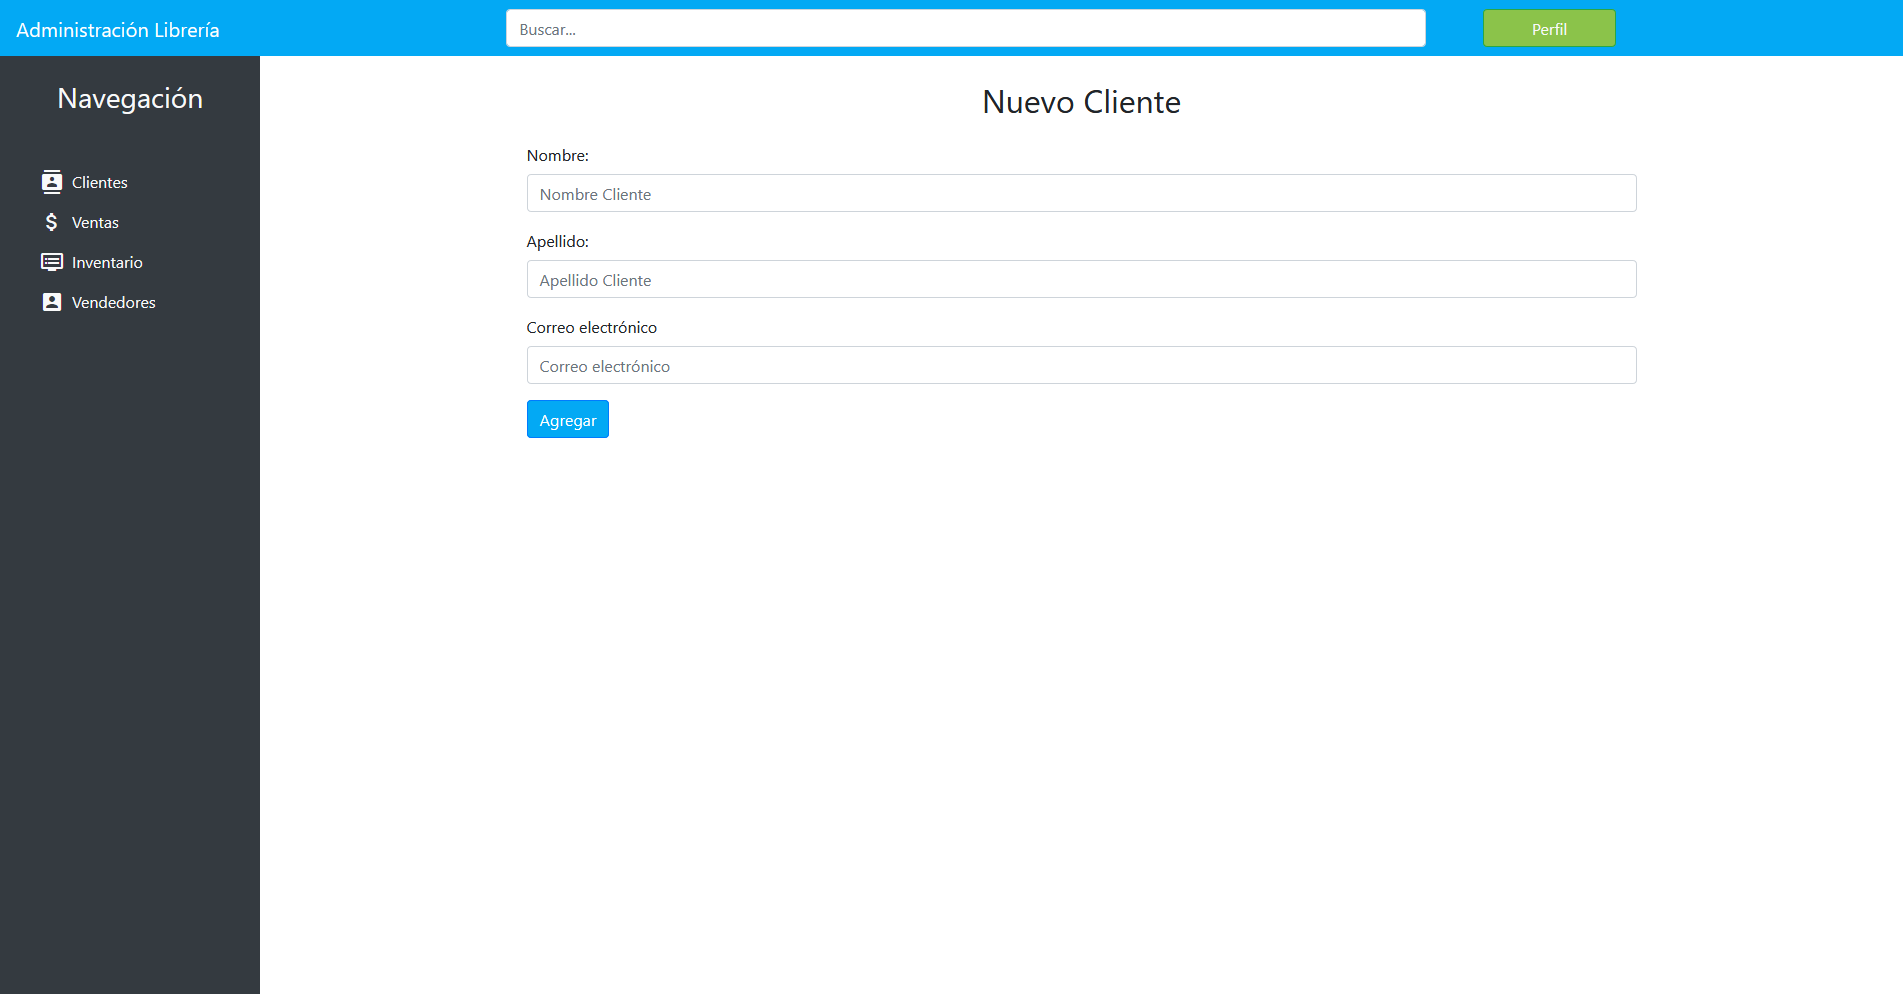 Administración Librería
Buscar...
Perfil
Navegación
Clientes
Ventas
Inventario
Vendedores
Nuevo Cliente
Nombre:
Nombre Cliente
Apellido:
Apellido Cliente
Correo electrónico
Correo electrónico
Agregar